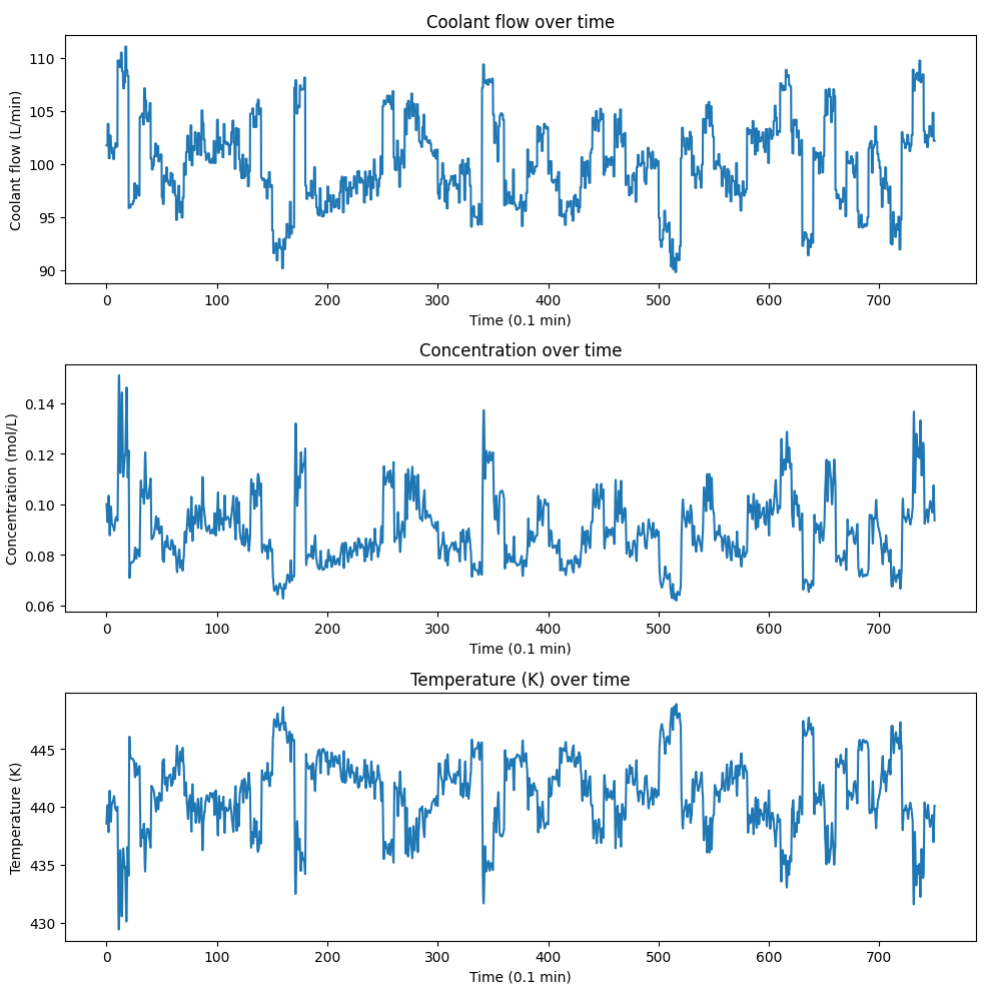 Coolant flow over time
Coolant flow (L/min)
110
105
100
95
90
0 100 200 300 400 500 600 700
Time (0.1 min)
Concentration over time
Concentration (mol/L)
0.14
0.12
0.10
0.08
0.06
0 100 200 300 400 500 600 700
Time (0.1 min)
Temperature (K) over time
Temperature (K)
445
440
435
430
0 100 200 300 400 500 600 700
Time (0.1 min)